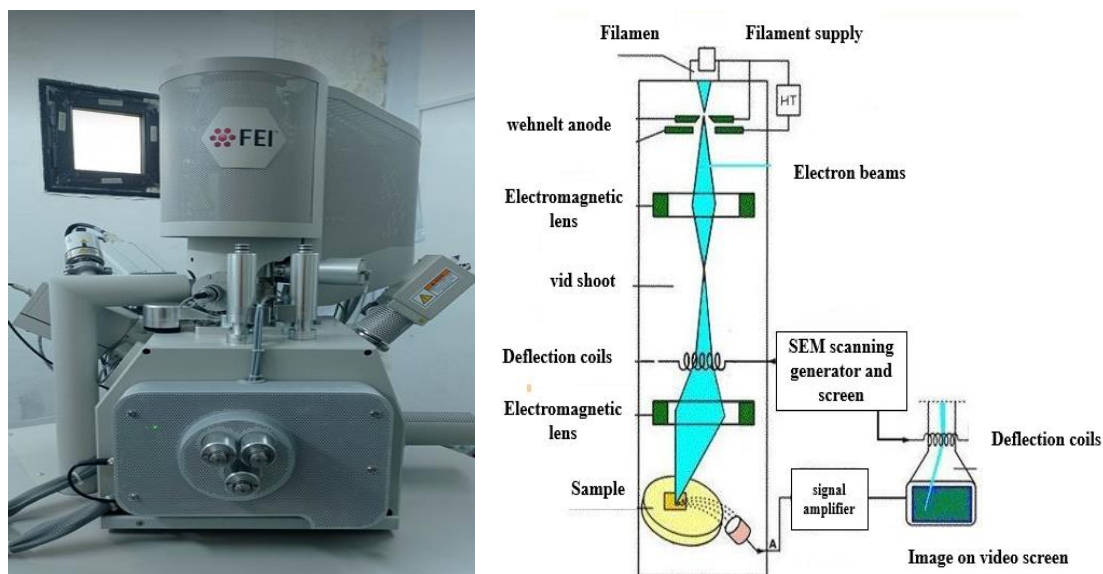 FEI
Filamen
Filament supply
HT
wehnelt anode
Electron beams
Electromagnetic
lens
vid shoot
Deflection coils
SEM scanning
generator and
screen
Electromagnetic
lens
Deflection coils
Sample
signal
amplifier
A
Image on video screen